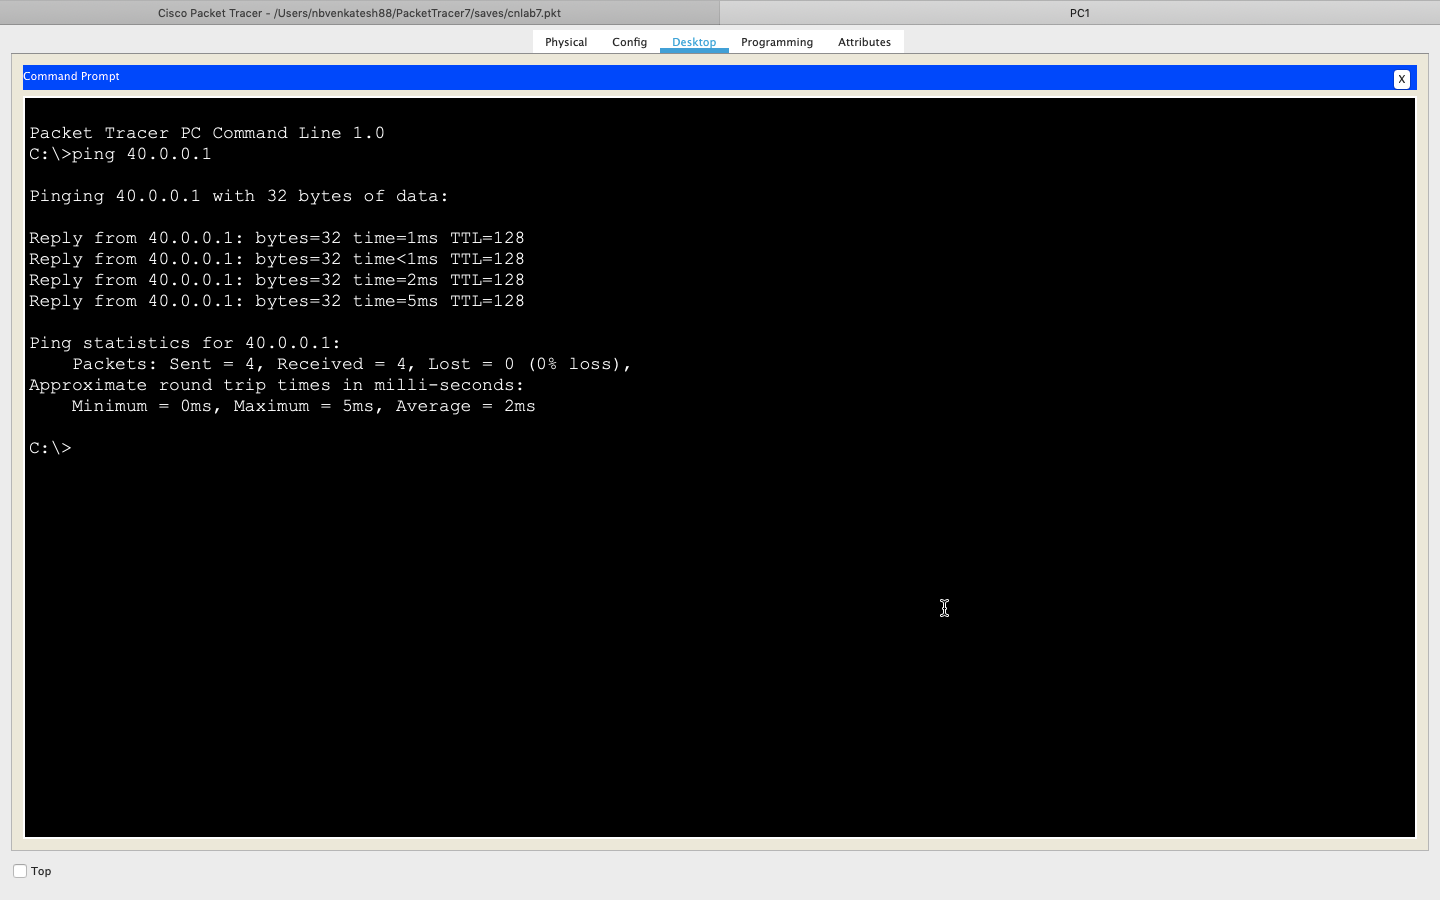 Cisco Packet Tracer - /Users/nbvenkatesh88/PacketTracer7/saves/cnlab7.pkt
PC1
Physical Config Desktop Programming Attributes
Command Prompt
X
Packet Tracer PC Command Line 1.0
C:\>ping 40.0.0.1
Pinging 40.0.0.1 with 32 bytes of data:
Reply from 40.0.0.1: bytes=32 time=1ms TTL=128
Reply from 40.0.0.1: bytes=32 time<1ms TTL=128
Reply from 40.0.0.1: bytes=32 time=2ms TTL=128
Reply from 40.0.0.1: bytes=32 time=5ms TTL=128
Ping statistics for 40.0.0.1:
    Packets: Sent = 4, Received = 4, Lost = 0 (0% loss),
Approximate round trip times in milli-seconds:
    Minimum = 0ms, Maximum = 5ms, Average = 2ms
C:\>
Top